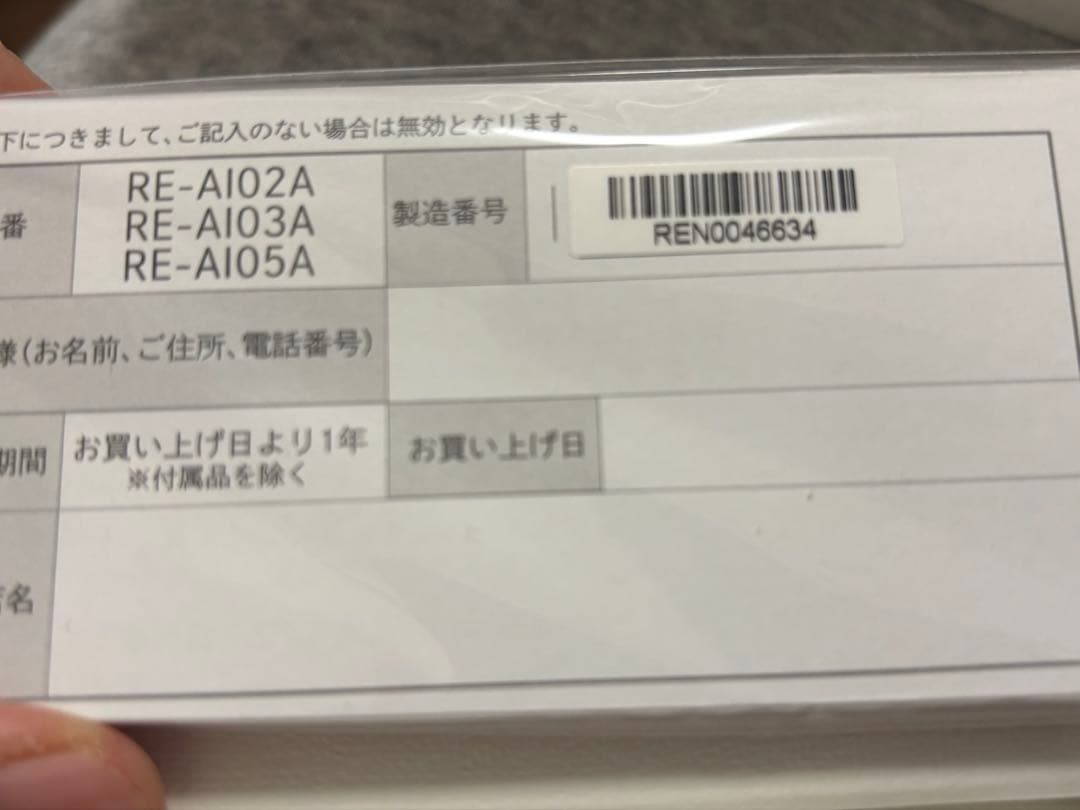 下につきまして、ご記入のない場合は無効となります。
番
RE-AI02A
RE-AI03A
RE-AI05A
製造番号
REN0046634
様(お名前、ご住所、電話番号)
期間
お買い上げ日より1年
※付属品を除く
お買い上げ日
名